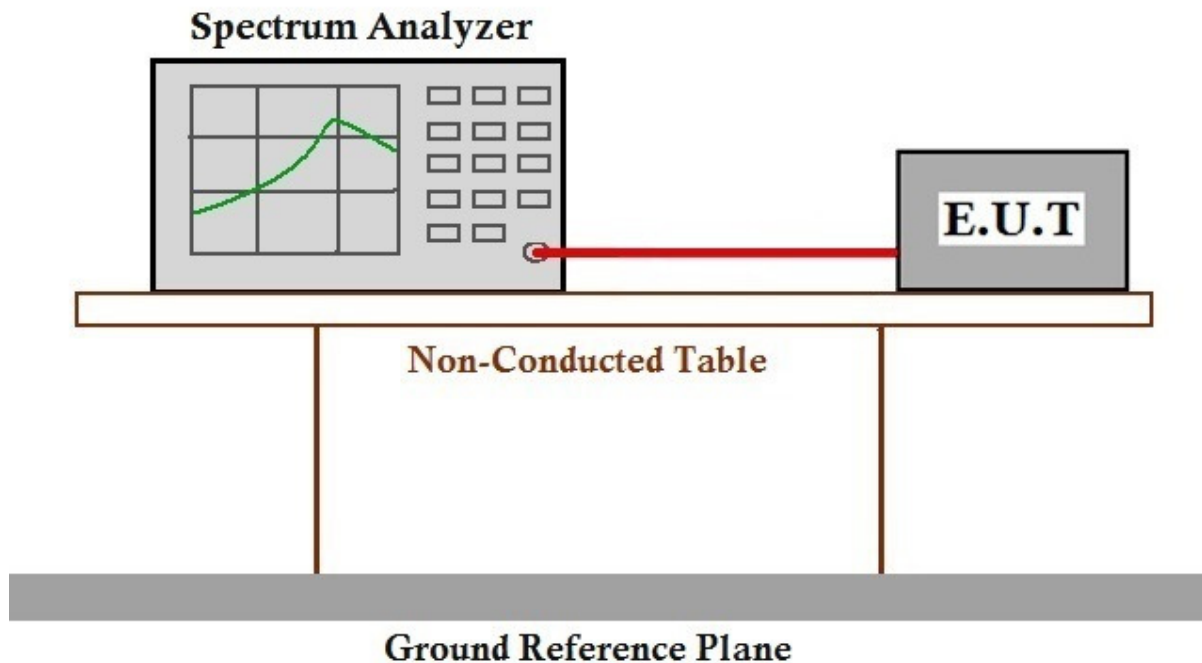 Spectrum Analyzer
E.U.T
Non-Conducted Table
Ground Reference Plane